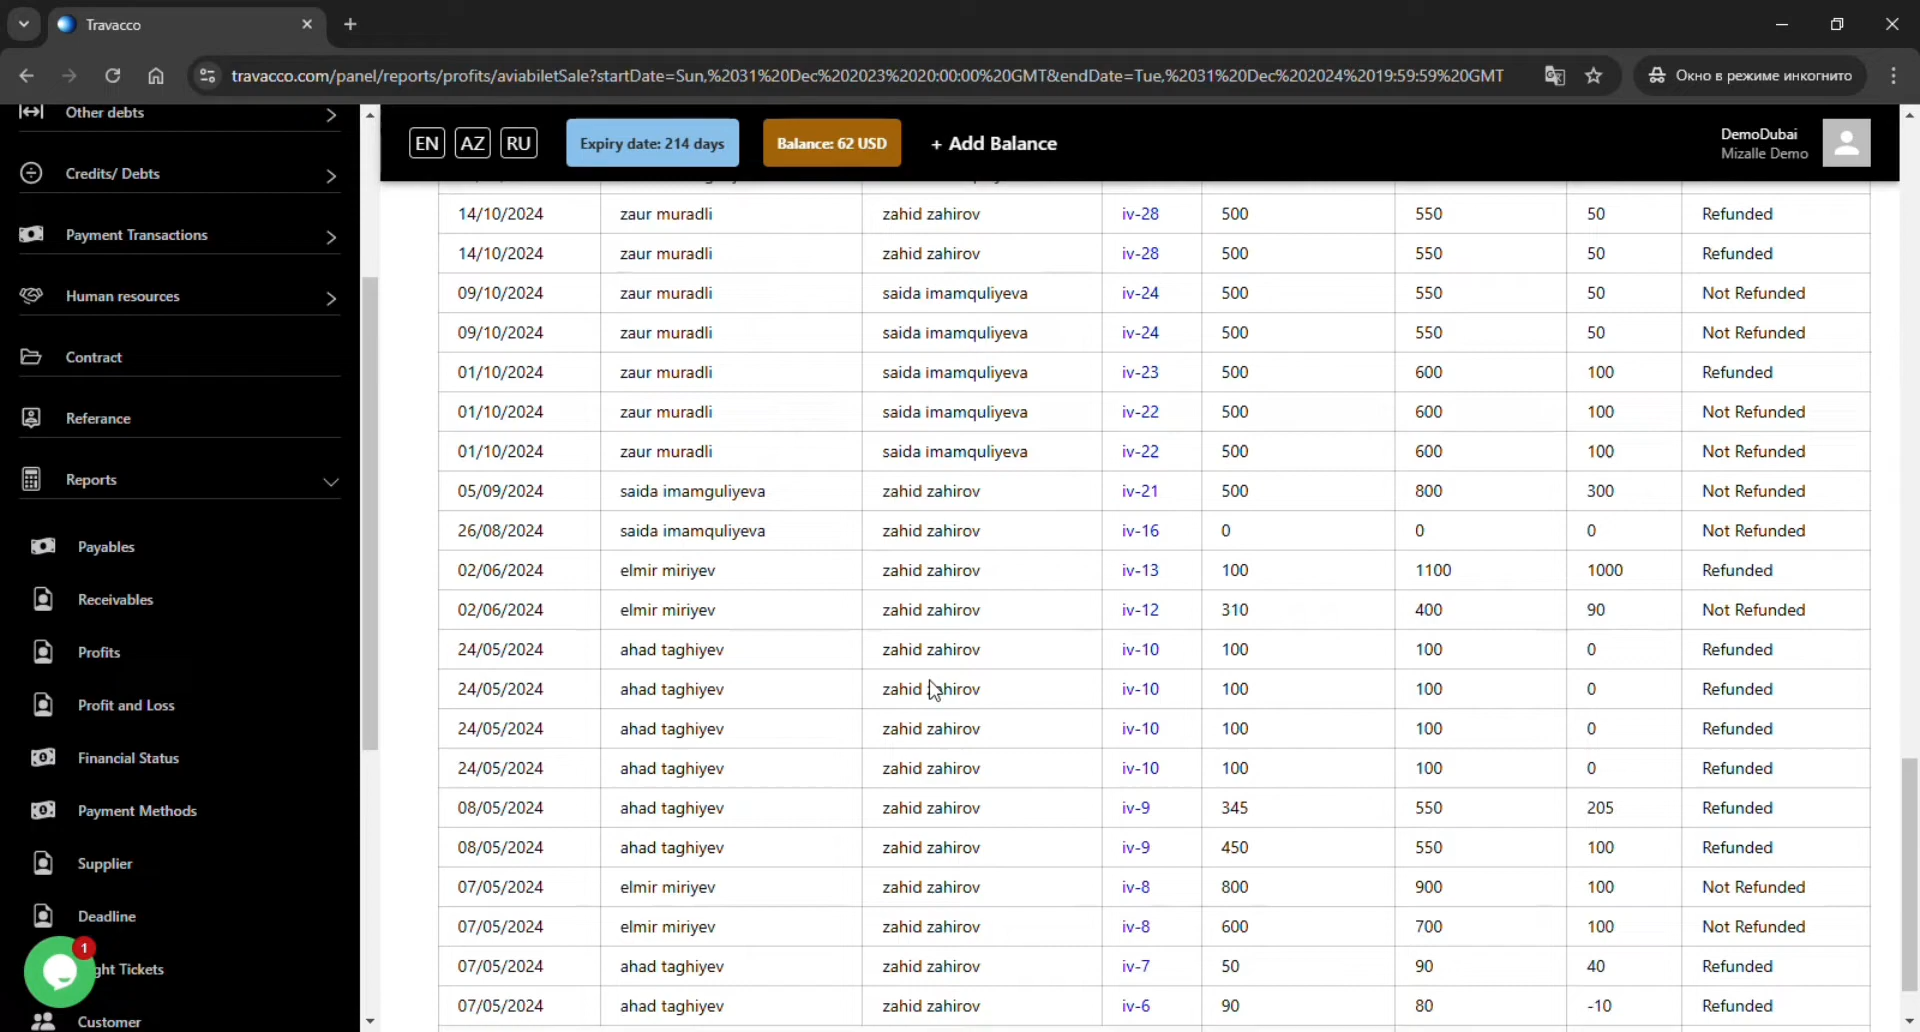 Travacco
travacco.com/panel/reports/profits/aviabiletSale?startDate=Sun,%2031%20Dec%202023%2020:00:00%20GMT&endDate=Tue,%2031%20Dec%202024%2019:59:59%20GMT
Окно в режиме инкогнито
Other debts
Credits/ Debts
Payment Transactions
Human resources
Contract
Referance
Reports
Payables
Receivables
Profits
Profit and Loss
Financial Status
Payment Methods
Supplier
Deadline
1
ght Tickets
Customer
EN AZ RU Expiry date: 214 days Balance: 62 USD + Add Balance
DemoDubai
Mizalle Demo
14/10/2024 zaur muradli zahid zahirov iv-28 500 550 50 Refunded
14/10/2024 zaur muradli zahid zahirov iv-28 500 550 50 Refunded
09/10/2024 zaur muradli saida imamquliyeva iv-24 500 550 50 Not Refunded
09/10/2024 zaur muradli saida imamquliyeva iv-24 500 550 50 Not Refunded
01/10/2024 zaur muradli saida imamquliyeva iv-23 500 600 100 Refunded
01/10/2024 zaur muradli saida imamquliyeva iv-22 500 600 100 Not Refunded
01/10/2024 zaur muradli saida imamquliyeva iv-22 500 600 100 Not Refunded
05/09/2024 saida imamguliyeva zahid zahirov iv-21 500 800 300 Not Refunded
26/08/2024 saida imamquliyeva zahid zahirov iv-16 0 0 0 Not Refunded
02/06/2024 elmir miriyev zahid zahirov iv-13 100 1100 1000 Refunded
02/06/2024 elmir miriyev zahid zahirov iv-12 310 400 90 Not Refunded
24/05/2024 ahad taghiyev zahid zahirov iv-10 100 100 0 Refunded
24/05/2024 ahad taghiyev zahid zahirov iv-10 100 100 0 Refunded
24/05/2024 ahad taghiyev zahid zahirov iv-10 100 100 0 Refunded
24/05/2024 ahad taghiyev zahid zahirov iv-10 100 100 0 Refunded
08/05/2024 ahad taghiyev zahid zahirov iv-9 345 550 205 Refunded
08/05/2024 ahad taghiyev zahid zahirov iv-9 450 550 100 Refunded
07/05/2024 elmir miriyev zahid zahirov iv-8 800 900 100 Not Refunded
07/05/2024 elmir miriyev zahid zahirov iv-8 600 700 100 Not Refunded
07/05/2024 ahad taghiyev zahid zahirov iv-7 50 90 40 Refunded
07/05/2024 ahad taghiyev zahid zahirov iv-6 90 80 -10 Refunded